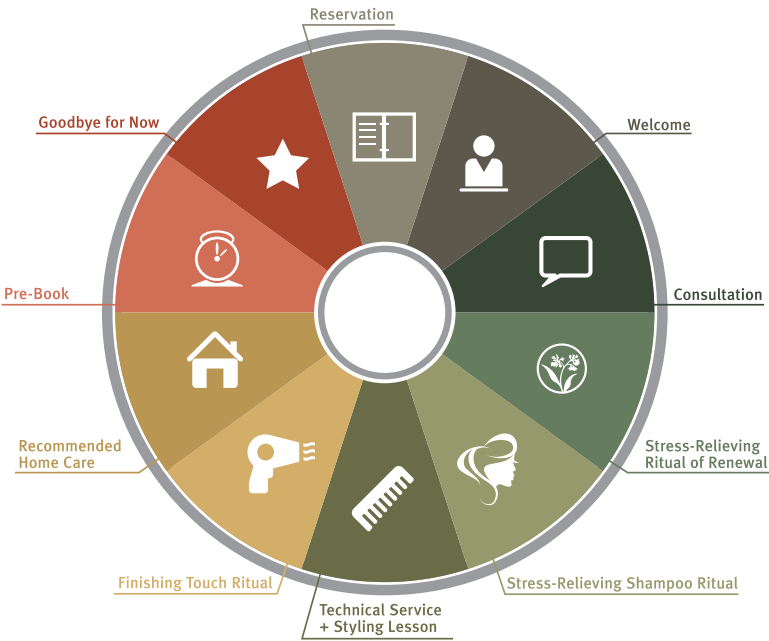 Reservation
Welcome
Consultation
Stress-Relieving
Ritual of Renewal
Stress-Relieving Shampoo Ritual
Technical Service
+ Styling Lesson
Finishing Touch Ritual
Recommended
Home Care
Pre-Book
Goodbye for Now